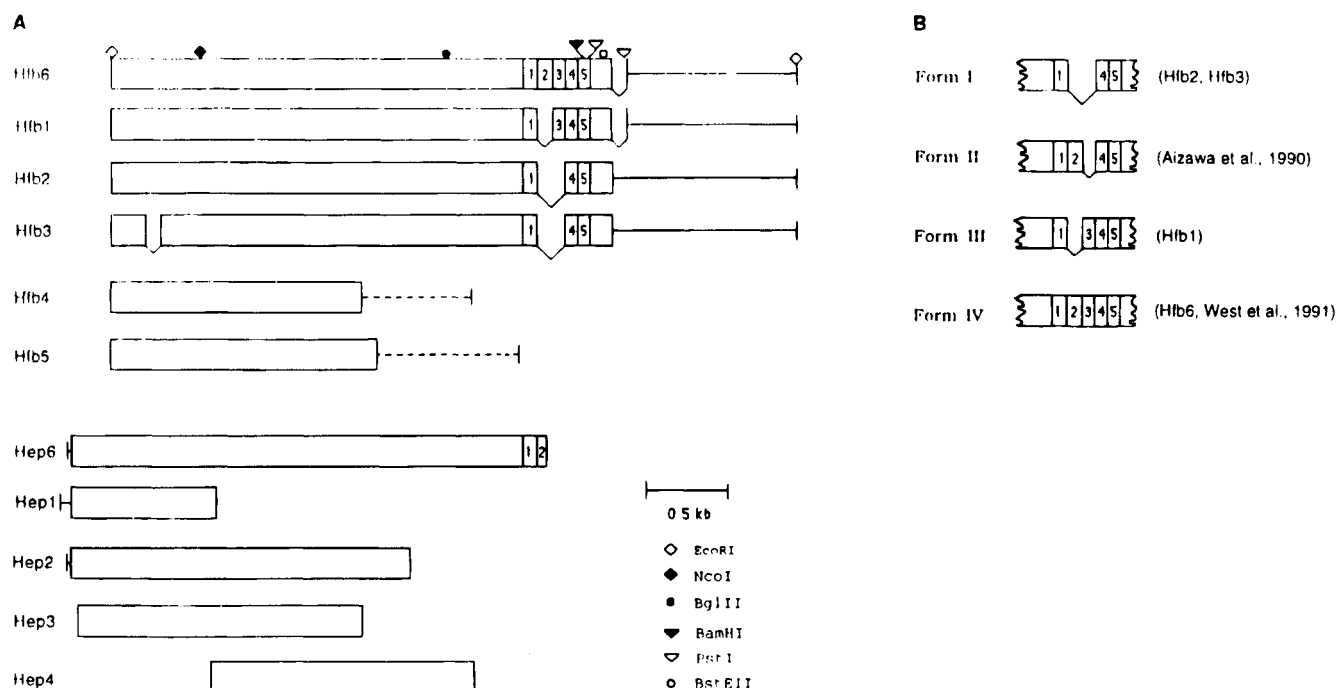 A
Hfb6
1 2 3 4 5
Hfb1
1 3 4 5
Hfb2
1 4 5
Hfb3
1 4 5
Hfb4
Hfb5
Hep6
1 2
Hep1
Hep2
Hep3
Hep4
0.5 kb
EcoRI
NcoI
BglII
BamHI
PstI
BstEII
B
Form I
1 4 5
(Hfb2, Hfb3)
Form II
1 2 4 5
(Aizawa et al., 1990)
Form III
1 3 4 5
(Hfb1)
Form IV
1 2 3 4 5
(Hfb6, West et al., 1991)